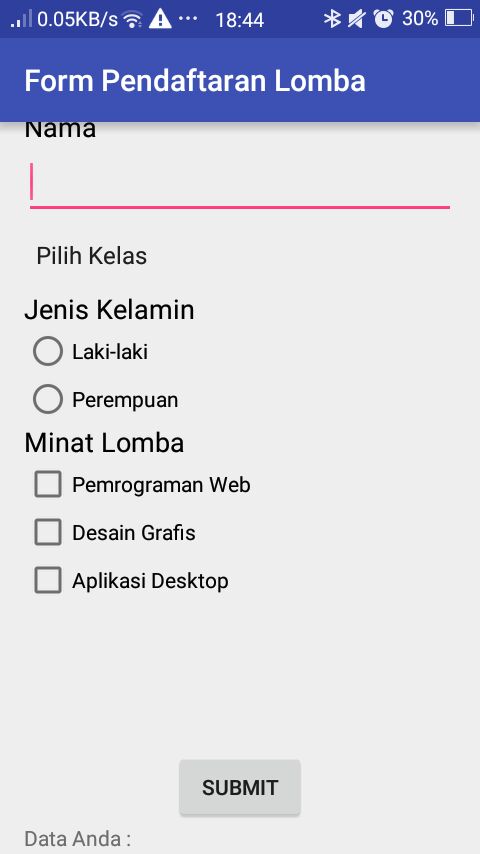 0.05KB/s ... 18:44 30%
Form Pendaftaran Lomba
Nama
Pilih Kelas
Jenis Kelamin
Laki-laki
Perempuan
Minat Lomba
Pemrograman Web
Desain Grafis
Aplikasi Desktop
SUBMIT
Data Anda :